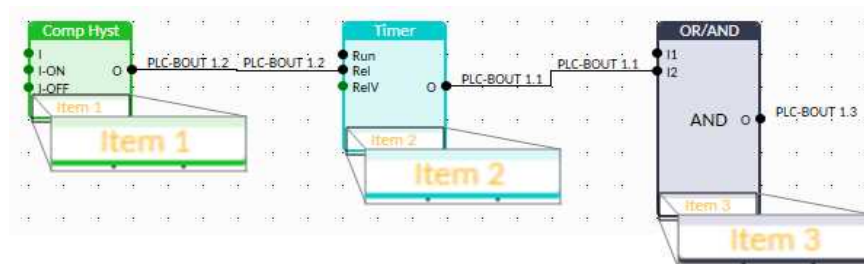 Comp Hyst
I
I-ON
O
I-OFF
Item 1
Item 1
PLC-BOUT 1.2
PLC-BOUT 1.2
Timer
Run
Rel
RelV
O
Item 2
Item 2
PLC-BOUT 1.1
PLC-BOUT 1.1
OR/AND
I1
I2
AND
O
PLC-BOUT 1.3
Item 3
Item 3